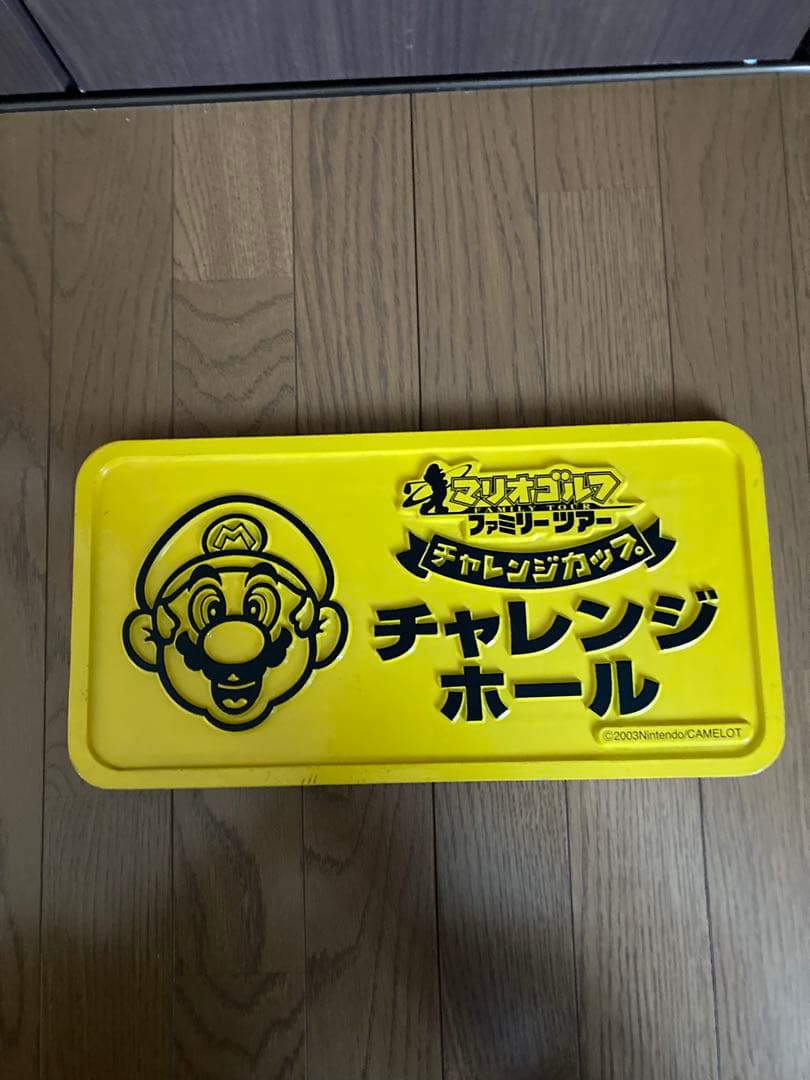 M
マリオゴルフ
FAMILY TOUR
ファミリーツアー
チャレンジカップ
チャレンジ
ホール
©2003Nintendo/CAMELOT